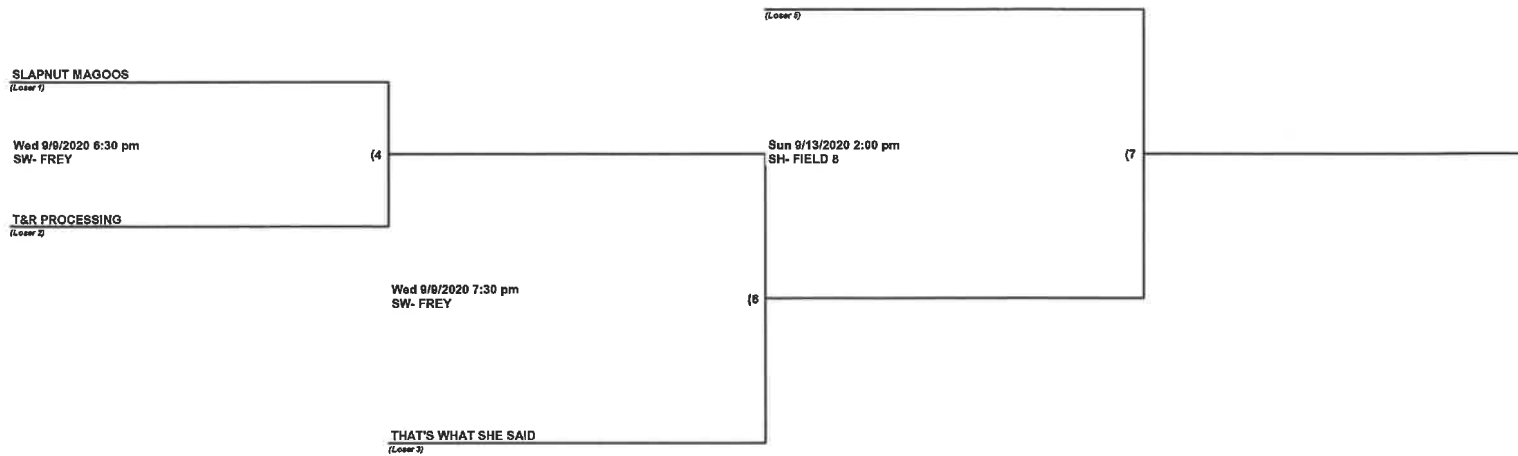 (Loser 5)
SLAPNUT MAGOOS
(Loser 1)
Wed 9/9/2020 6:30 pm
SW- FREY
(4
Sun 9/13/2020 2:00 pm
SH- FIELD 8
(7
T&R PROCESSING
(Loser 2)
Wed 9/9/2020 7:30 pm
SW- FREY
(6
THAT'S WHAT SHE SAID
(Loser 3)